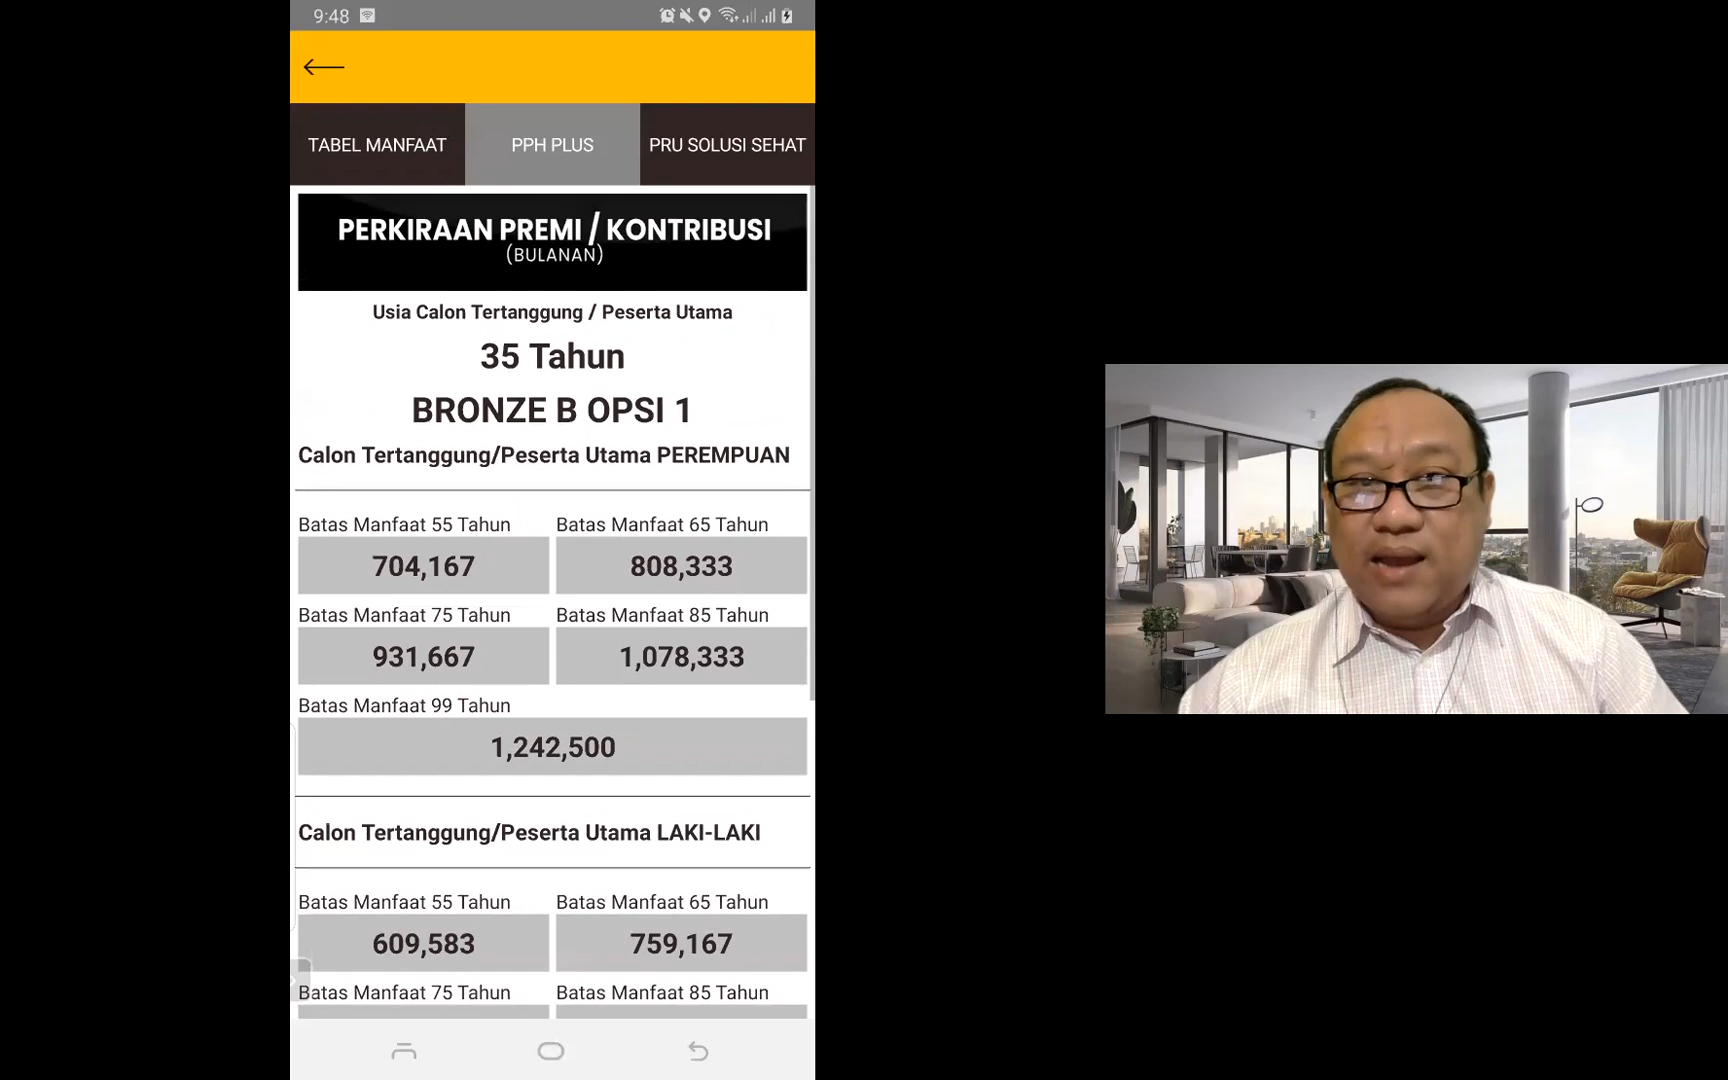 9:48
TABEL MANFAAT
PPH PLUS
PRU SOLUSI SEHAT
PERKIRAAN PREMI / KONTRIBUSI
(BULANAN)
Usia Calon Tertanggung / Peserta Utama
35 Tahun
BRONZE B OPSI 1
Calon Tertanggung/Peserta Utama PEREMPUAN
Batas Manfaat 55 Tahun
Batas Manfaat 65 Tahun
704,167
808,333
Batas Manfaat 75 Tahun
Batas Manfaat 85 Tahun
931,667
1,078,333
Batas Manfaat 99 Tahun
1,242,500
Calon Tertanggung/Peserta Utama LAKI-LAKI
Batas Manfaat 55 Tahun
Batas Manfaat 65 Tahun
609,583
759,167
Batas Manfaat 75 Tahun
Batas Manfaat 85 Tahun